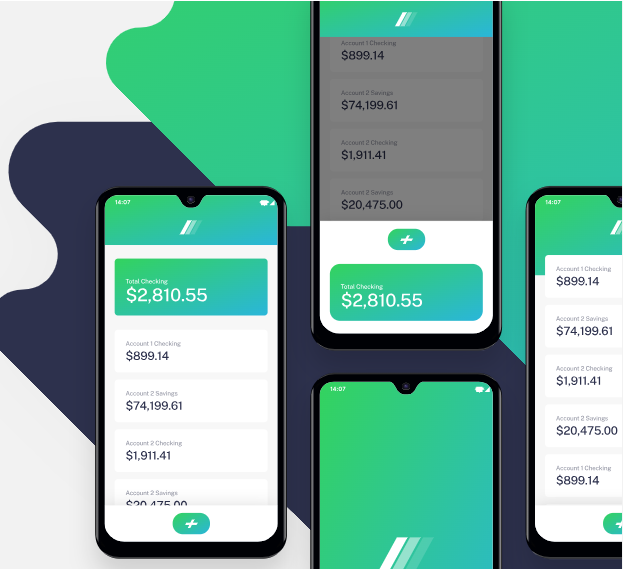 Account 1 Checking
$899.14
Account 2 Savings
$74,199.61
Account 2 Checking
$1,911.41
Account 2 Savings
$20,475.00
Total Checking
$2,810.55
14:07
Total Checking
$2,810.55
Account 1 Checking
$899.14
Account 2 Savings
$74,199.61
Account 2 Checking
$1,911.41
Account 2 Savings
$20,475.00
14:07
14:07
Account 1 Checking
$899.14
Account 2 Savings
$74,199.61
Account 2 Checking
$1,911.41
Account 2 Savings
$20,475.00
Account 1 Checking
$899.14